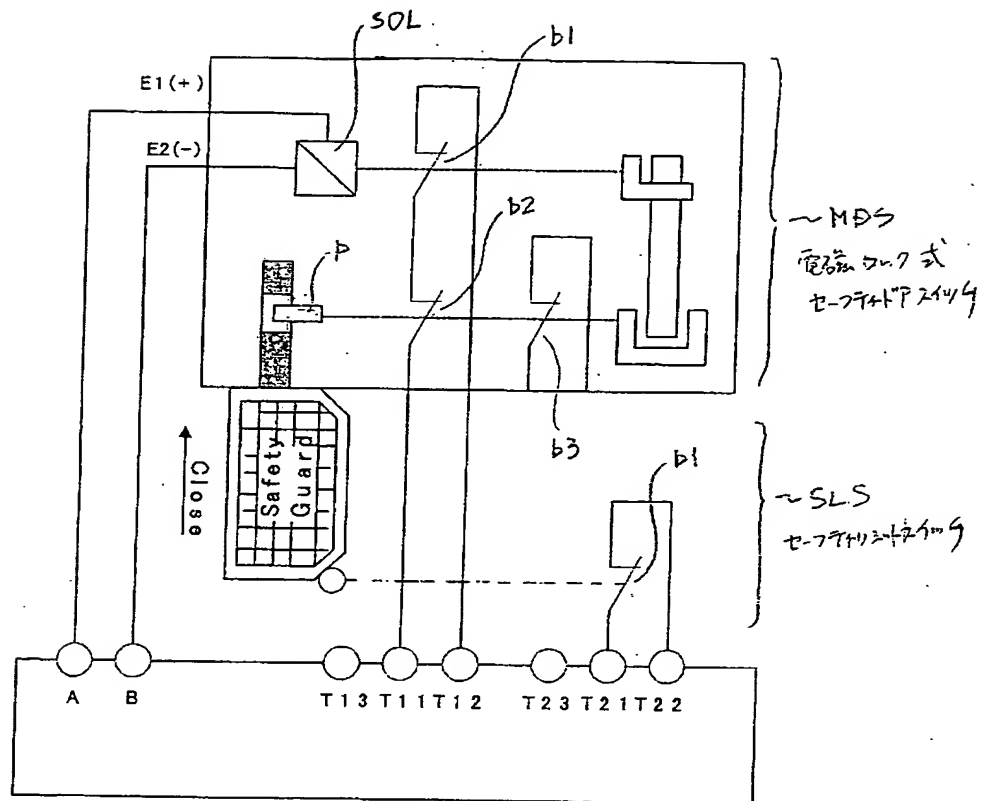 SOL
b1
E1(+)
E2(-)
b2
P
~MDS
電磁ロック式
セーフティドアスイッチ
b3
Close
Safety
Guard
b1
~SLS
セーフティリミットスイッチ
A B T13 T11 T12 T23 T21 T22